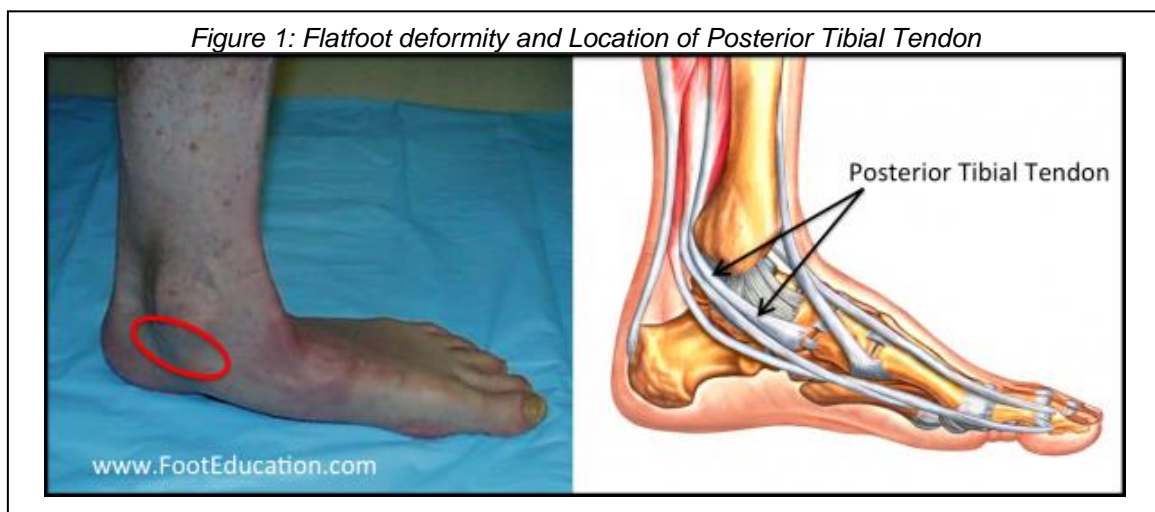 Figure 1: Flatfoot deformity and Location of Posterior Tibial Tendon
Posterior Tibial Tendon
www.FootEducation.com